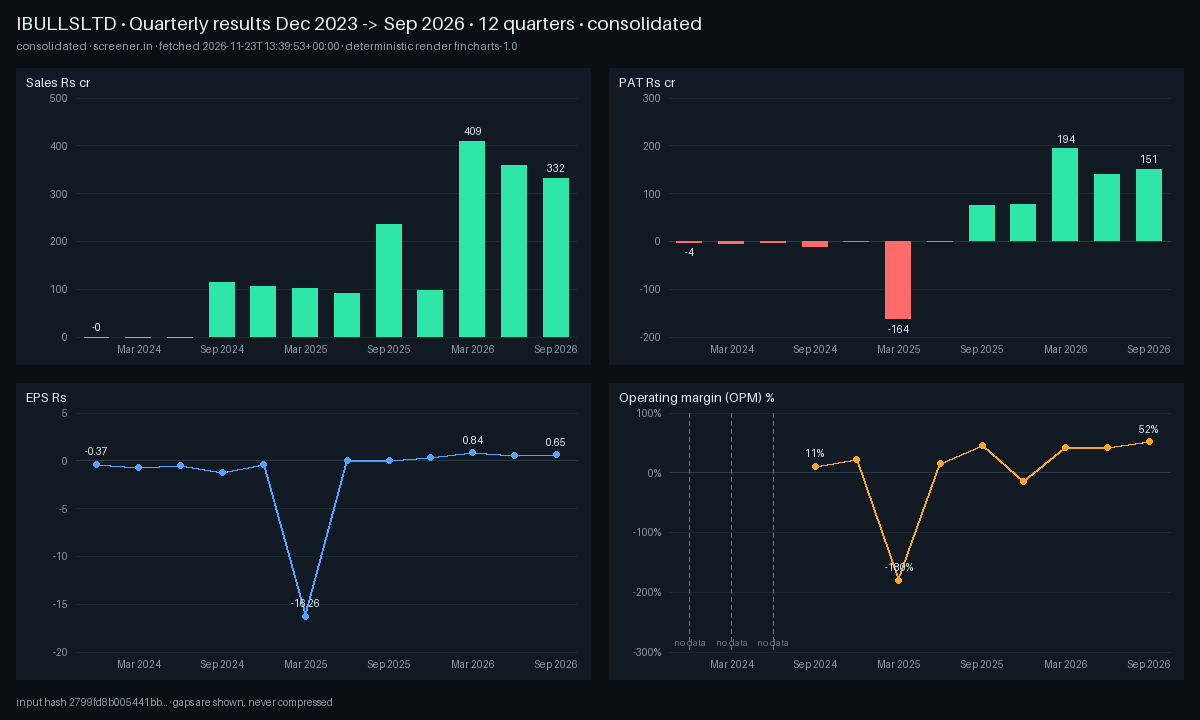 IBULLSLTD · Quarterly results Dec 2023 -> Sep 2026 · 12 quarters · consolidated
consolidated · screener.in · fetched 2026-11-23T13:39:53+00:00 · deterministic render fincharts-1.0
Sales Rs cr
500
400
300
200
100
0
-0
409
332
Mar 2024
Sep 2024
Mar 2025
Sep 2025
Mar 2026
Sep 2026
PAT Rs cr
300
200
100
0
-100
-200
-4
-164
194
151
Mar 2024
Sep 2024
Mar 2025
Sep 2025
Mar 2026
Sep 2026
EPS Rs
5
0
-5
-10
-15
-20
-0.37
-16.26
0.84
0.65
Mar 2024
Sep 2024
Mar 2025
Sep 2025
Mar 2026
Sep 2026
Operating margin (OPM) %
100%
0%
-100%
-200%
-300%
no data
no data
no data
11%
-180%
52%
Mar 2024
Sep 2024
Mar 2025
Sep 2025
Mar 2026
Sep 2026
input hash 2799fd8b005441bb… · gaps are shown, never compressed